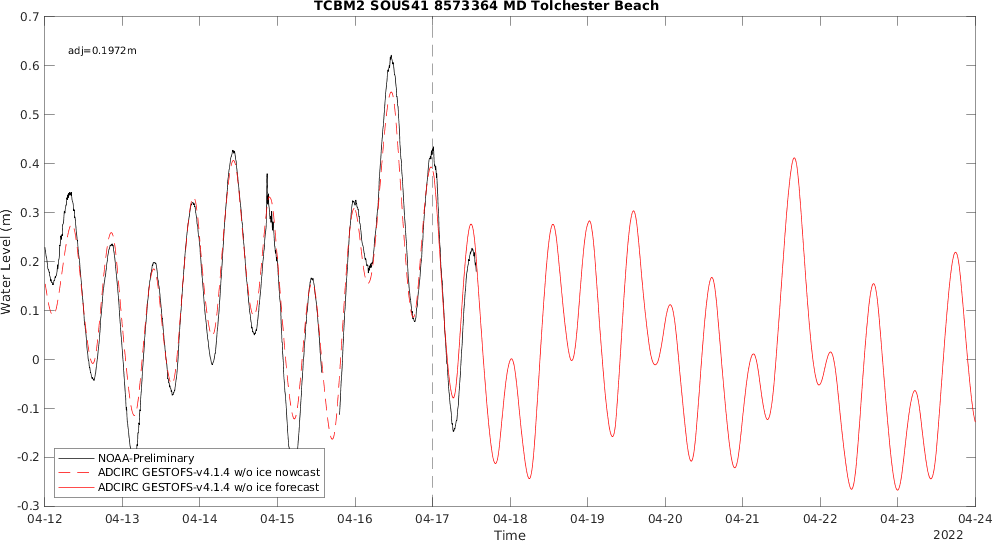 TCBM2 SOUS41 8573364 MD Tolchester Beach
adj=0.1972m
0.7
0.6
0.5
0.4
0.3
0.2
0.1
0
-0.1
-0.2
-0.3
Water Level (m)
NOAA-Preliminary
ADCIRC GESTOFS-v4.1.4 w/o ice nowcast
ADCIRC GESTOFS-v4.1.4 w/o ice forecast
04-12 04-13 04-14 04-15 04-16 04-17 04-18 04-19 04-20 04-21 04-22 04-23 04-24
Time
2022